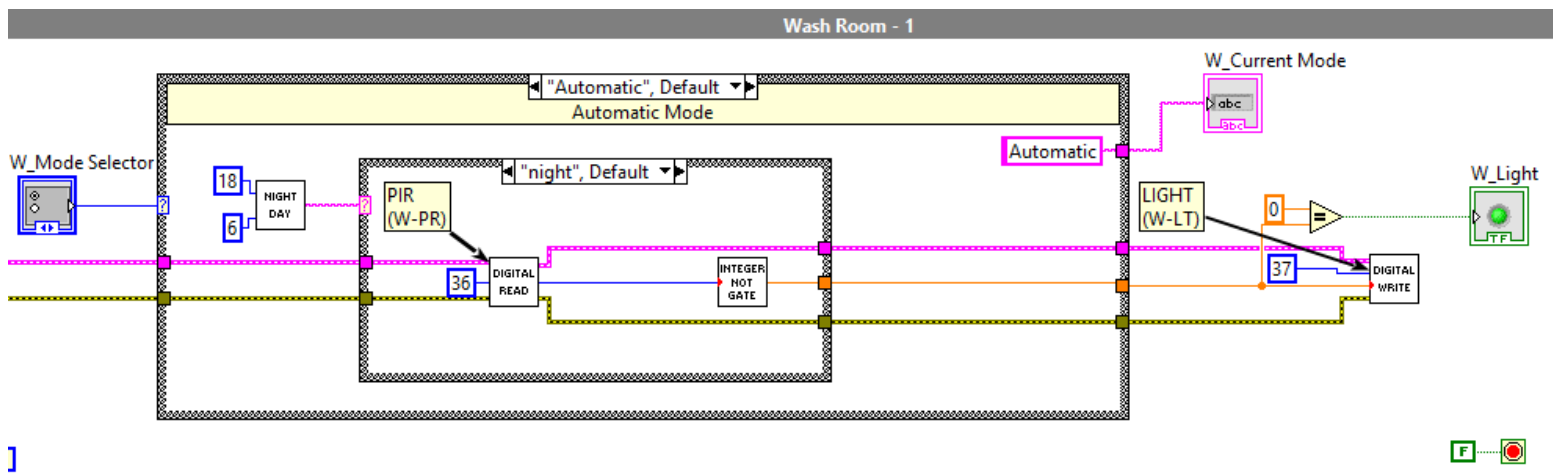 Wash Room - 1
W_Current Mode
"Automatic", Default
Automatic Mode
abc
abc
W_Mode Selector
Automatic
"night", Default
W_Light
18
NIGHT
DAY
6
?
?
PIR
(W-PR)
LIGHT
(W-LT)
0
=
TF
36
DIGITAL
READ
INTEGER
NOT
GATE
37
DIGITAL
WRITE
F